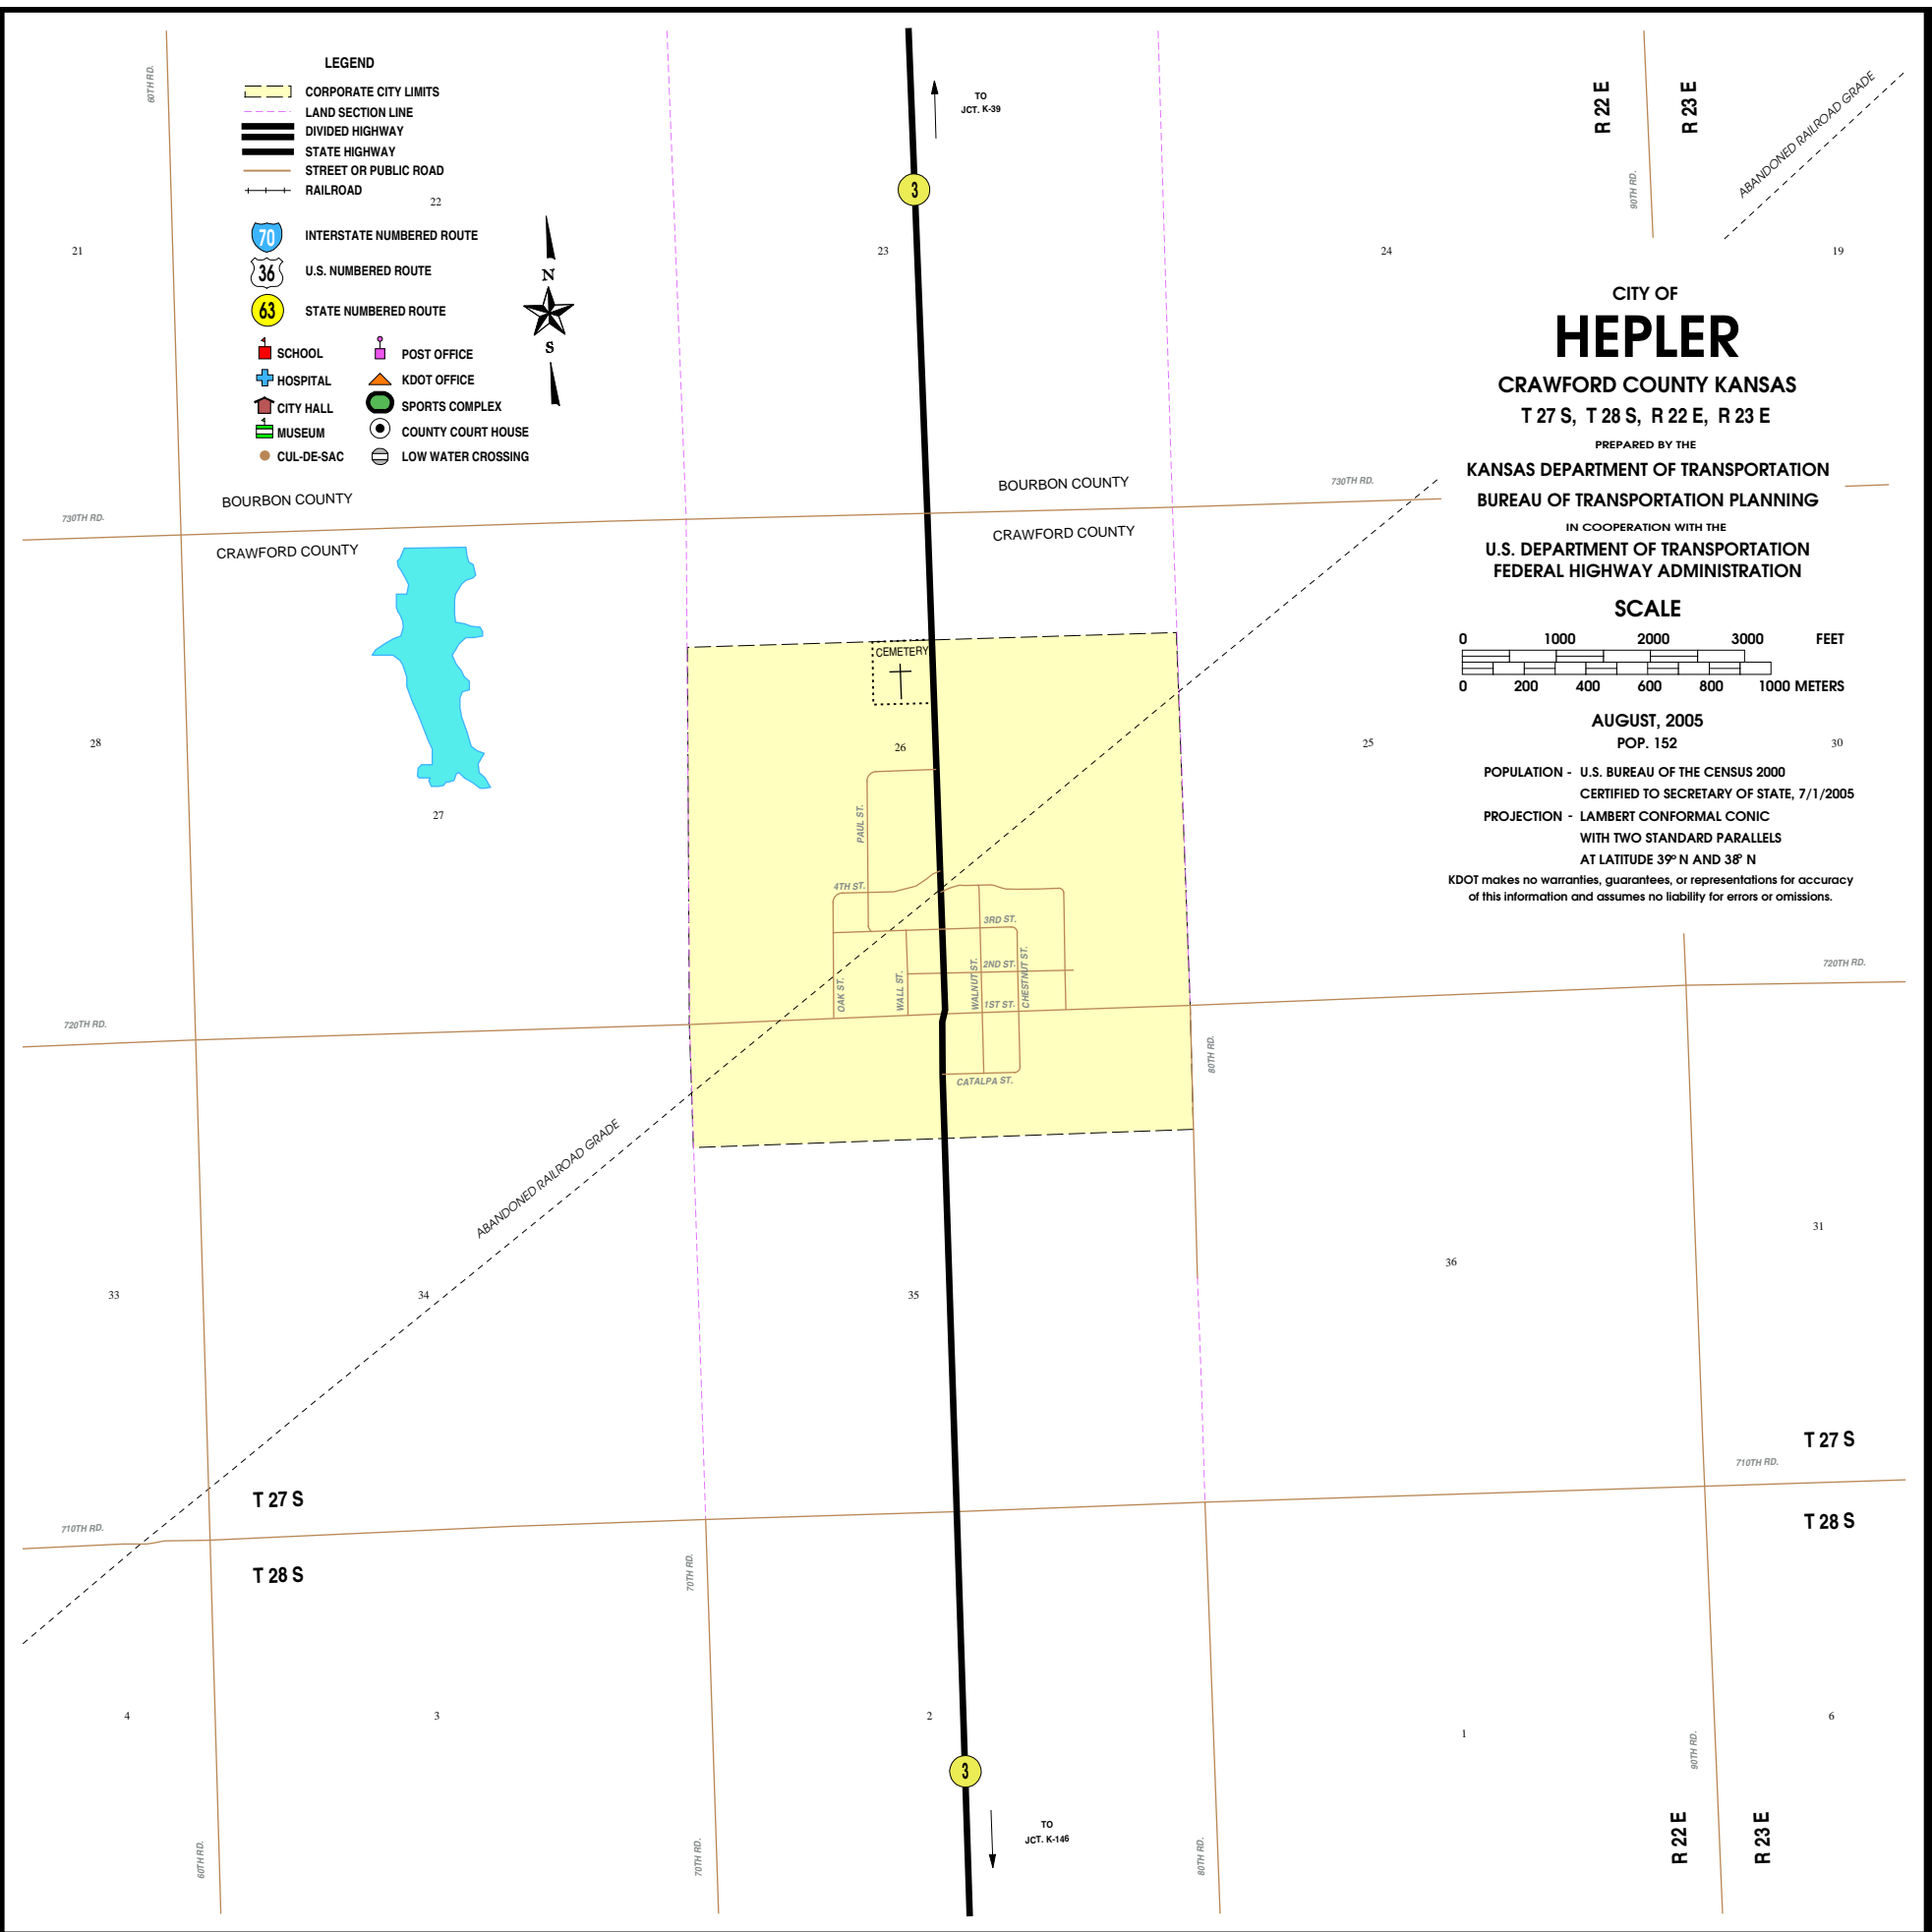 LEGEND
CORPORATE CITY LIMITS
LAND SECTION LINE
DIVIDED HIGHWAY
STATE HIGHWAY
STREET OR PUBLIC ROAD
RAILROAD
70 INTERSTATE NUMBERED ROUTE
36 U.S. NUMBERED ROUTE
63 STATE NUMBERED ROUTE
SCHOOL
POST OFFICE
HOSPITAL
KDOT OFFICE
CITY HALL
SPORTS COMPLEX
MUSEUM
COUNTY COURT HOUSE
CUL-DE-SAC
LOW WATER CROSSING
N
S
60TH RD.
TO
JCT. K-39
3
R 22 E
R 23 E
90TH RD.
ABANDONED RAILROAD GRADE
21
22
23
24
19
CITY OF
HEPLER
CRAWFORD COUNTY KANSAS
T 27 S, T 28 S, R 22 E, R 23 E
PREPARED BY THE
KANSAS DEPARTMENT OF TRANSPORTATION
BUREAU OF TRANSPORTATION PLANNING
IN COOPERATION WITH THE
U.S. DEPARTMENT OF TRANSPORTATION
FEDERAL HIGHWAY ADMINISTRATION
SCALE
0 1000 2000 3000 FEET
0 200 400 600 800 1000 METERS
AUGUST, 2005
POP. 152
POPULATION - U.S. BUREAU OF THE CENSUS 2000
CERTIFIED TO SECRETARY OF STATE, 7/1/2005
PROJECTION - LAMBERT CONFORMAL CONIC
WITH TWO STANDARD PARALLELS
AT LATITUDE 39° N AND 38° N
KDOT makes no warranties, guarantees, or representations for accuracy
of this information and assumes no liability for errors or omissions.
BOURBON COUNTY
BOURBON COUNTY
730TH RD.
730TH RD.
CRAWFORD COUNTY
CRAWFORD COUNTY
CEMETERY
28
27
26
25
30
PAUL ST.
4TH ST.
3RD ST.
2ND ST.
1ST ST.
OAK ST.
WALL ST.
WALNUT ST.
CHESTNUT ST.
CATALPA ST.
720TH RD.
720TH RD.
80TH RD.
ABANDONED RAILROAD GRADE
33
34
35
36
31
T 27 S
T 27 S
710TH RD.
710TH RD.
T 28 S
T 28 S
70TH RD.
4
3
2
1
6
90TH RD.
3
TO
JCT. K-146
60TH RD.
70TH RD.
80TH RD.
R 22 E
R 23 E